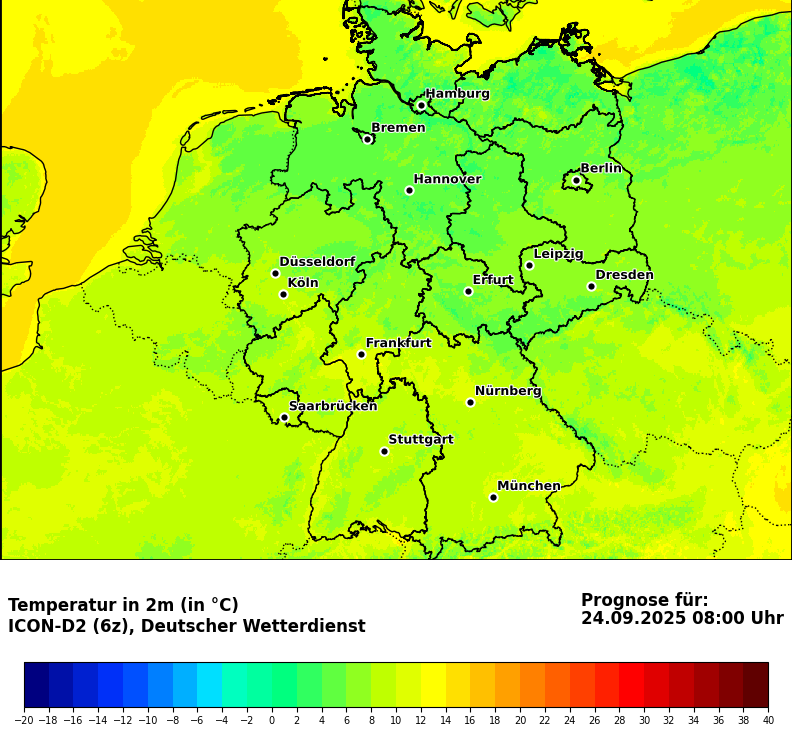 Hamburg
Bremen
Berlin
Hannover
Leipzig
Düsseldorf
Dresden
Köln
Erfurt
Frankfurt
Nürnberg
Saarbrücken
Stuttgart
München
Temperatur in 2m (in °C)
ICON-D2 (6z), Deutscher Wetterdienst
Prognose für:
24.09.2025 08:00 Uhr
−20 −18 −16 −14 −12 −10 −8 −6 −4 −2 0 2 4 6 8 10 12 14 16 18 20 22 24 26 28 30 32 34 36 38 40